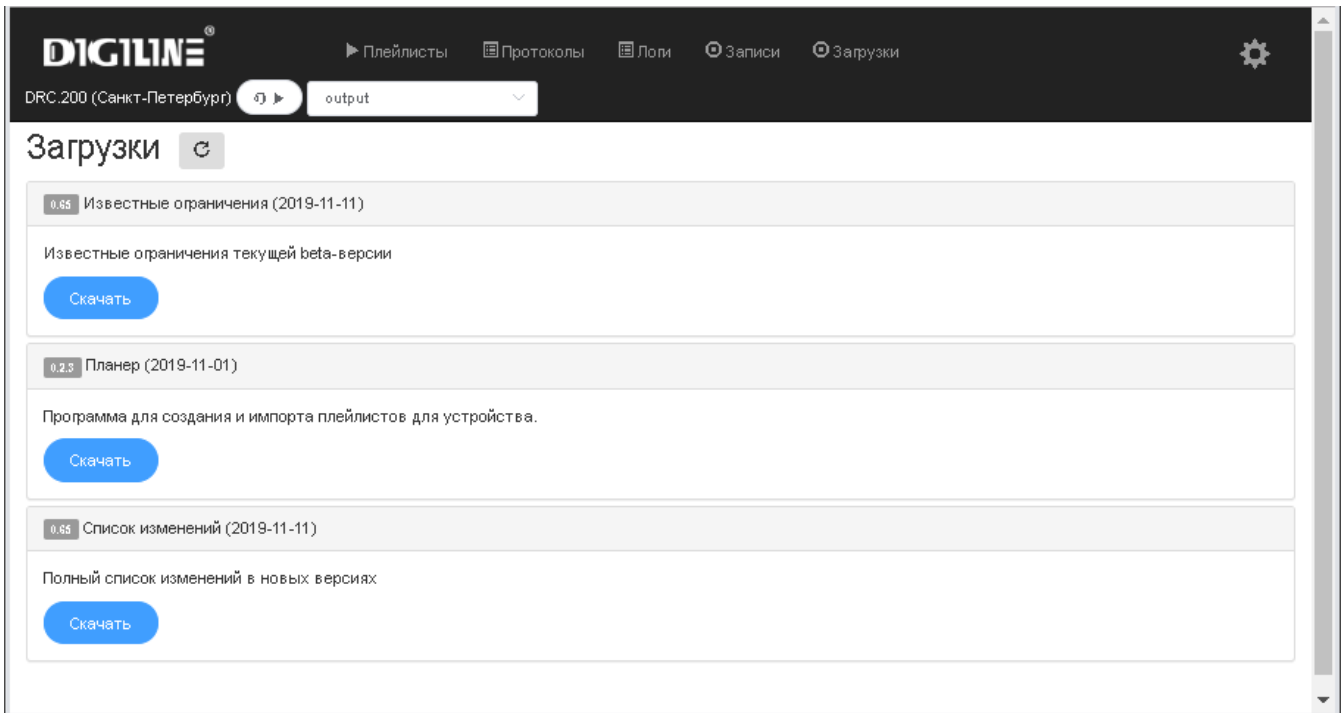 DIGILINE®
Плейлисты Протоколы Логи Записи Загрузки
DRC.200 (Санкт-Петербург) output
Загрузки
0.65 Известные ограничения (2019-11-11)
Известные ограничения текущей beta-версии
Скачать
0.2.3 Планер (2019-11-01)
Программа для создания и импорта плейлистов для устройства.
Скачать
0.65 Список изменений (2019-11-11)
Полный список изменений в новых версиях
Скачать